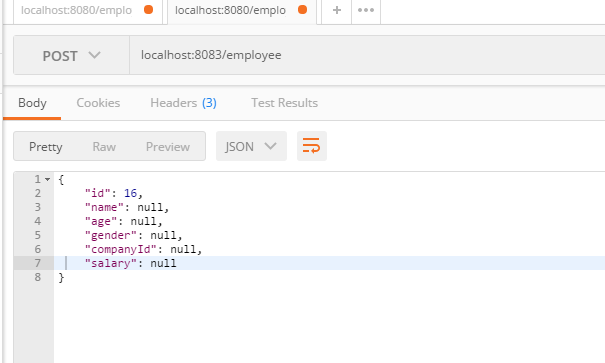 localhost:8080/emplo localhost:8080/emplo + •••
POST localhost:8083/employee
Body Cookies Headers (3) Test Results
Pretty Raw Preview JSON
1 {
2 "id": 16,
3 "name": null,
4 "age": null,
5 "gender": null,
6 "companyId": null,
7 "salary": null
8 }